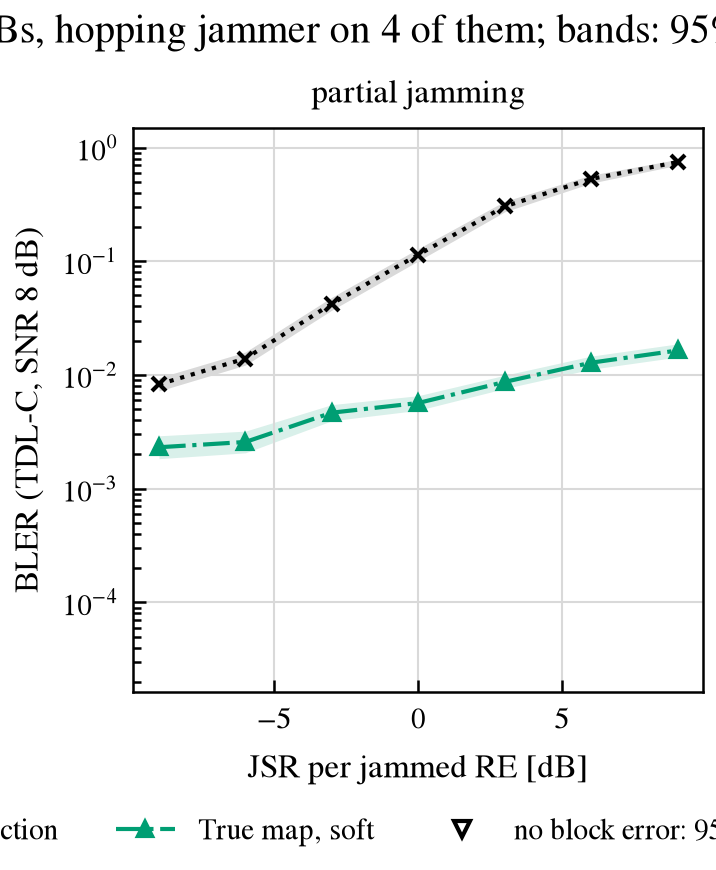 Bs, hopping jammer on 4 of them; bands: 95%
partial jamming
10⁰
10⁻¹
10⁻²
10⁻³
10⁻⁴
BLER (TDL-C, SNR 8 dB)
−5 0 5
JSR per jammed RE [dB]
ction True map, soft no block error: 95